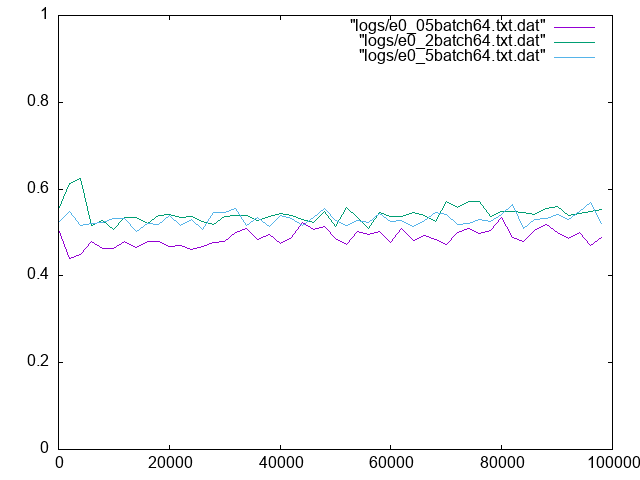 1
"logs/e0_05batch64.txt.dat"
"logs/e0_2batch64.txt.dat"
"logs/e0_5batch64.txt.dat"
0.8
0.6
0.4
0.2
0
0 20000 40000 60000 80000 100000